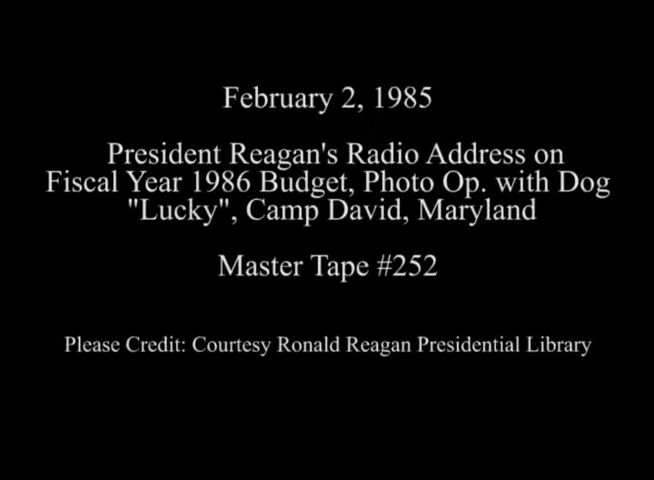 February 2, 1985
President Reagan's Radio Address on
Fiscal Year 1986 Budget, Photo Op. with Dog
"Lucky", Camp David, Maryland
Master Tape #252
Please Credit: Courtesy Ronald Reagan Presidential Library